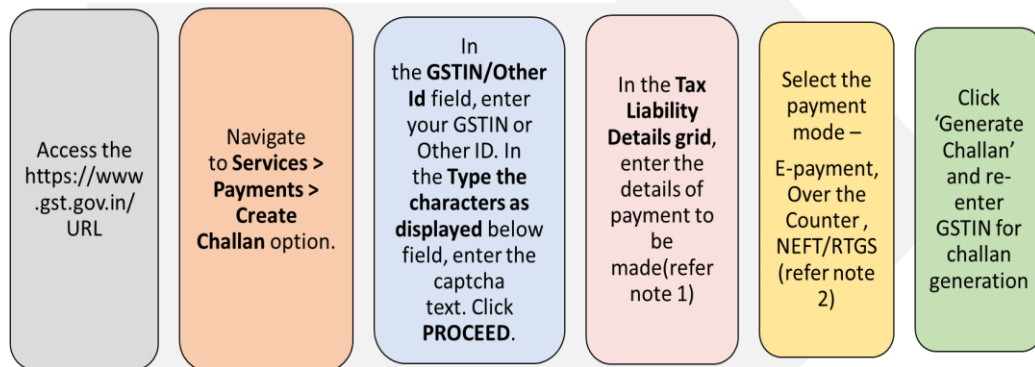 Access the
https://www
.gst.gov.in/
URL
Navigate
to Services >
Payments >
Create
Challan option.
In
the GSTIN/Other
Id field, enter
your GSTIN or
Other ID. In
the Type the
characters as
displayed below
field, enter the
captcha
text. Click
PROCEED.
In the Tax
Liability
Details grid,
enter the
details of
payment to
be
made(refer
note 1)
Select the
payment
mode –
E-payment,
Over the
Counter ,
NEFT/RTGS
(refer note
2)
Click
‘Generate
Challan’
and re-
enter
GSTIN for
challan
generation